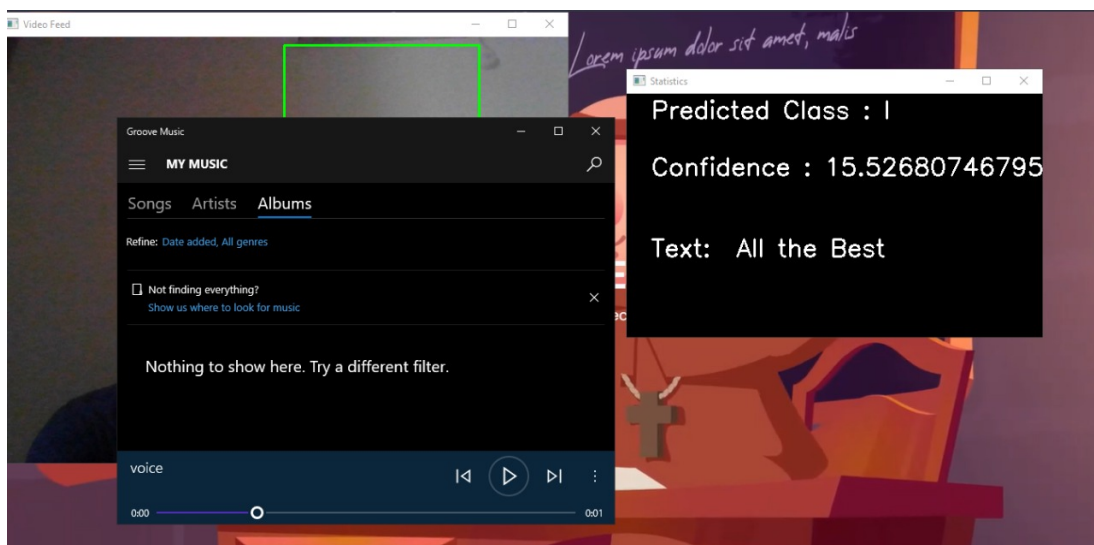 Video Feed
Lorem ipsum dolor sit amet, malis
Statistics
Predicted Class : I
Confidence : 15.52680746795
Text: All the Best
Groove Music
MY MUSIC
Songs Artists Albums
Refine: Date added, All genres
Not finding everything?
Show us where to look for music
Nothing to show here. Try a different filter.
voice
0:00 0:01